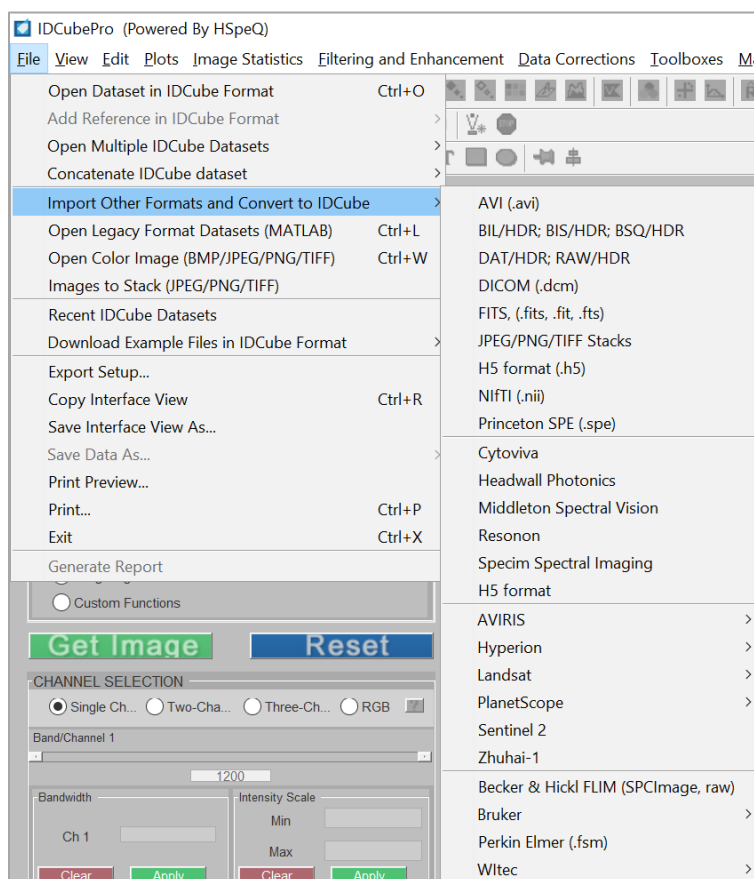 IDCubePro (Powered By HSpeQ)
File View Edit Plots Image Statistics Filtering and Enhancement Data Corrections Toolboxes
Open Dataset in IDCube Format Ctrl+O
Add Reference in IDCube Format
Open Multiple IDCube Datasets
Concatenate IDCube dataset
Import Other Formats and Convert to IDCube
Open Legacy Format Datasets (MATLAB) Ctrl+L
Open Color Image (BMP/JPEG/PNG/TIFF) Ctrl+W
Images to Stack (JPEG/PNG/TIFF)
Recent IDCube Datasets
Download Example Files in IDCube Format
Export Setup...
Copy Interface View Ctrl+R
Save Interface View As...
Save Data As...
Print Preview...
Print... Ctrl+P
Exit Ctrl+X
Generate Report
AVI (.avi)
BIL/HDR; BIS/HDR; BSQ/HDR
DAT/HDR; RAW/HDR
DICOM (.dcm)
FITS, (.fits, .fit, .fts)
JPEG/PNG/TIFF Stacks
H5 format (.h5)
NIfTI (.nii)
Princeton SPE (.spe)
Cytoviva
Headwall Photonics
Middleton Spectral Vision
Resonon
Specim Spectral Imaging
H5 format
AVIRIS
Hyperion
Landsat
PlanetScope
Sentinel 2
Zhuhai-1
Becker & Hickl FLIM (SPCImage, raw)
Bruker
Perkin Elmer (.fsm)
WItec
Custom Functions
Get Image Reset
CHANNEL SELECTION
Single Ch... Two-Cha... Three-Ch... RGB ?
Band/Channel 1
1200
Bandwidth Intensity Scale
Min
Ch 1
Max
Clear Apply Clear Apply